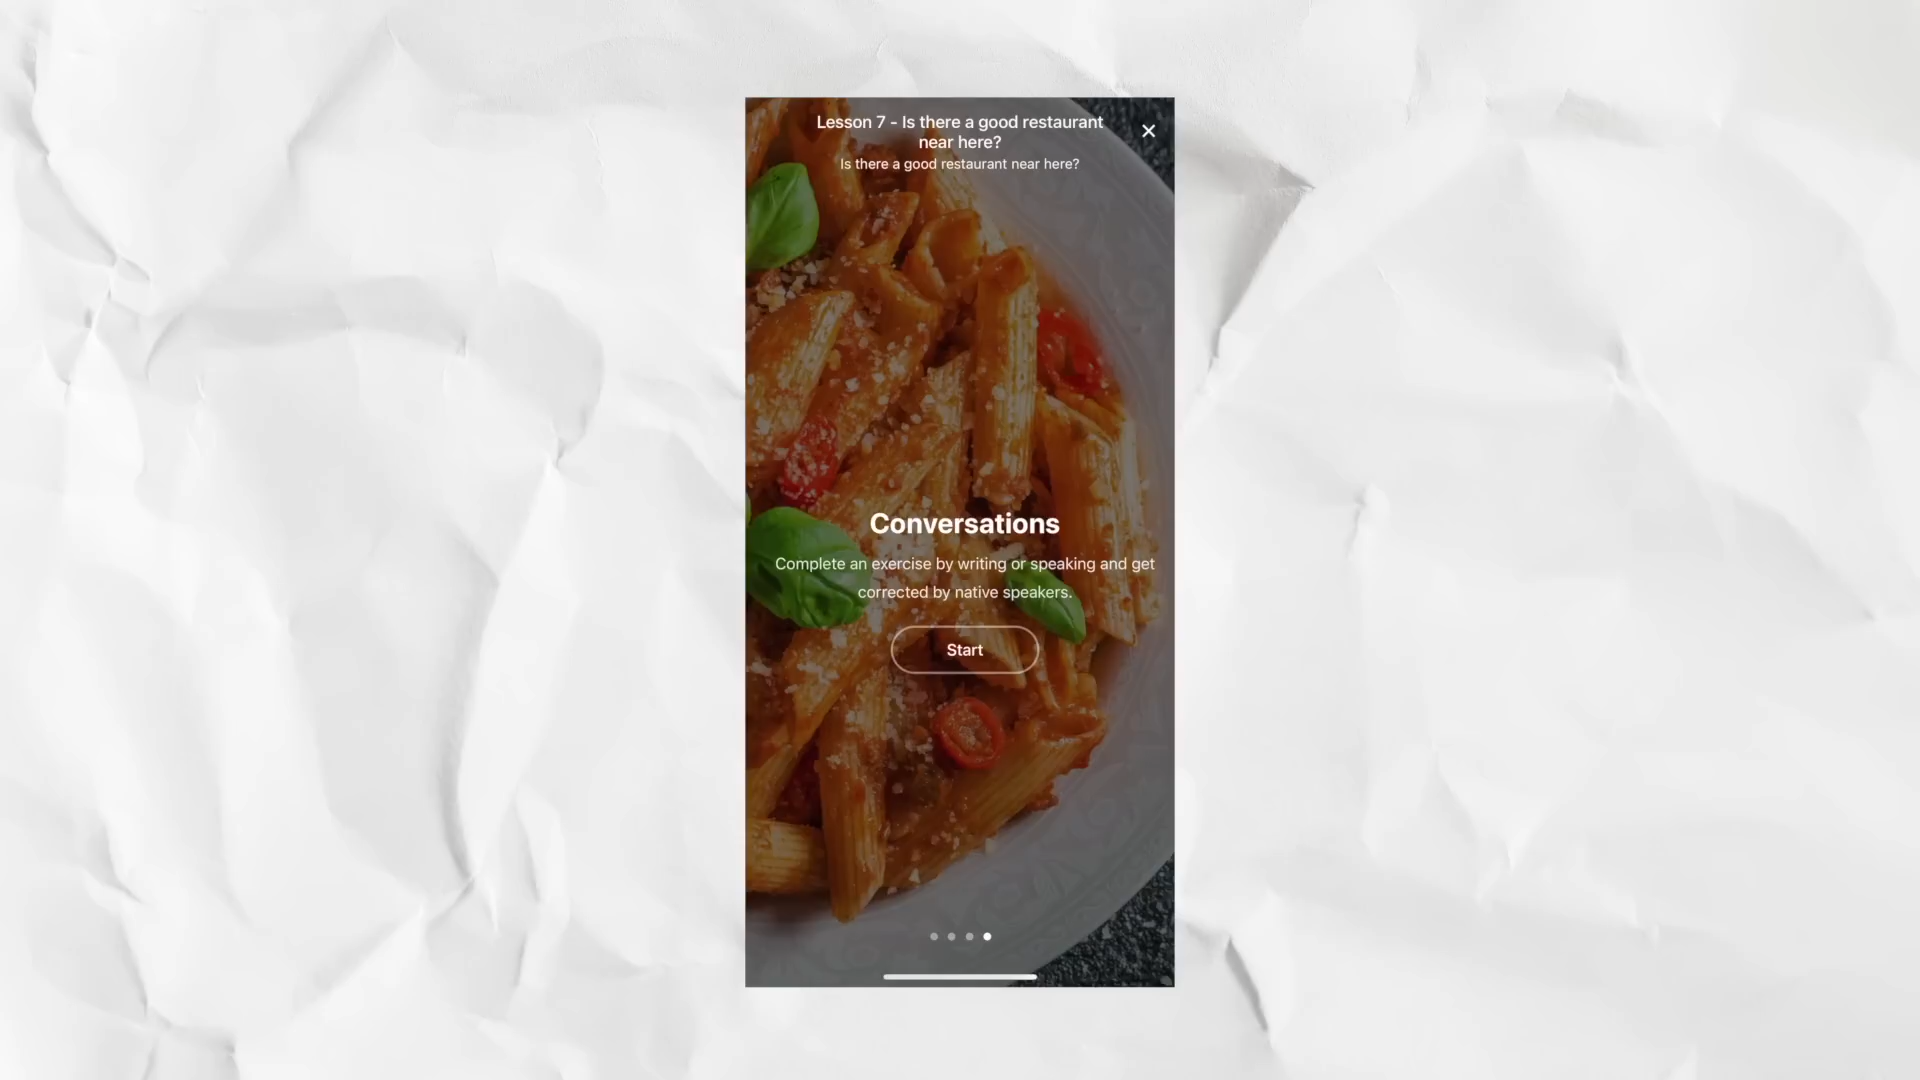 Lesson 7 - Is there a good restaurant
near here?
Is there a good restaurant near here?
Conversations
Complete an exercise by writing or speaking and get
corrected by native speakers.
Start